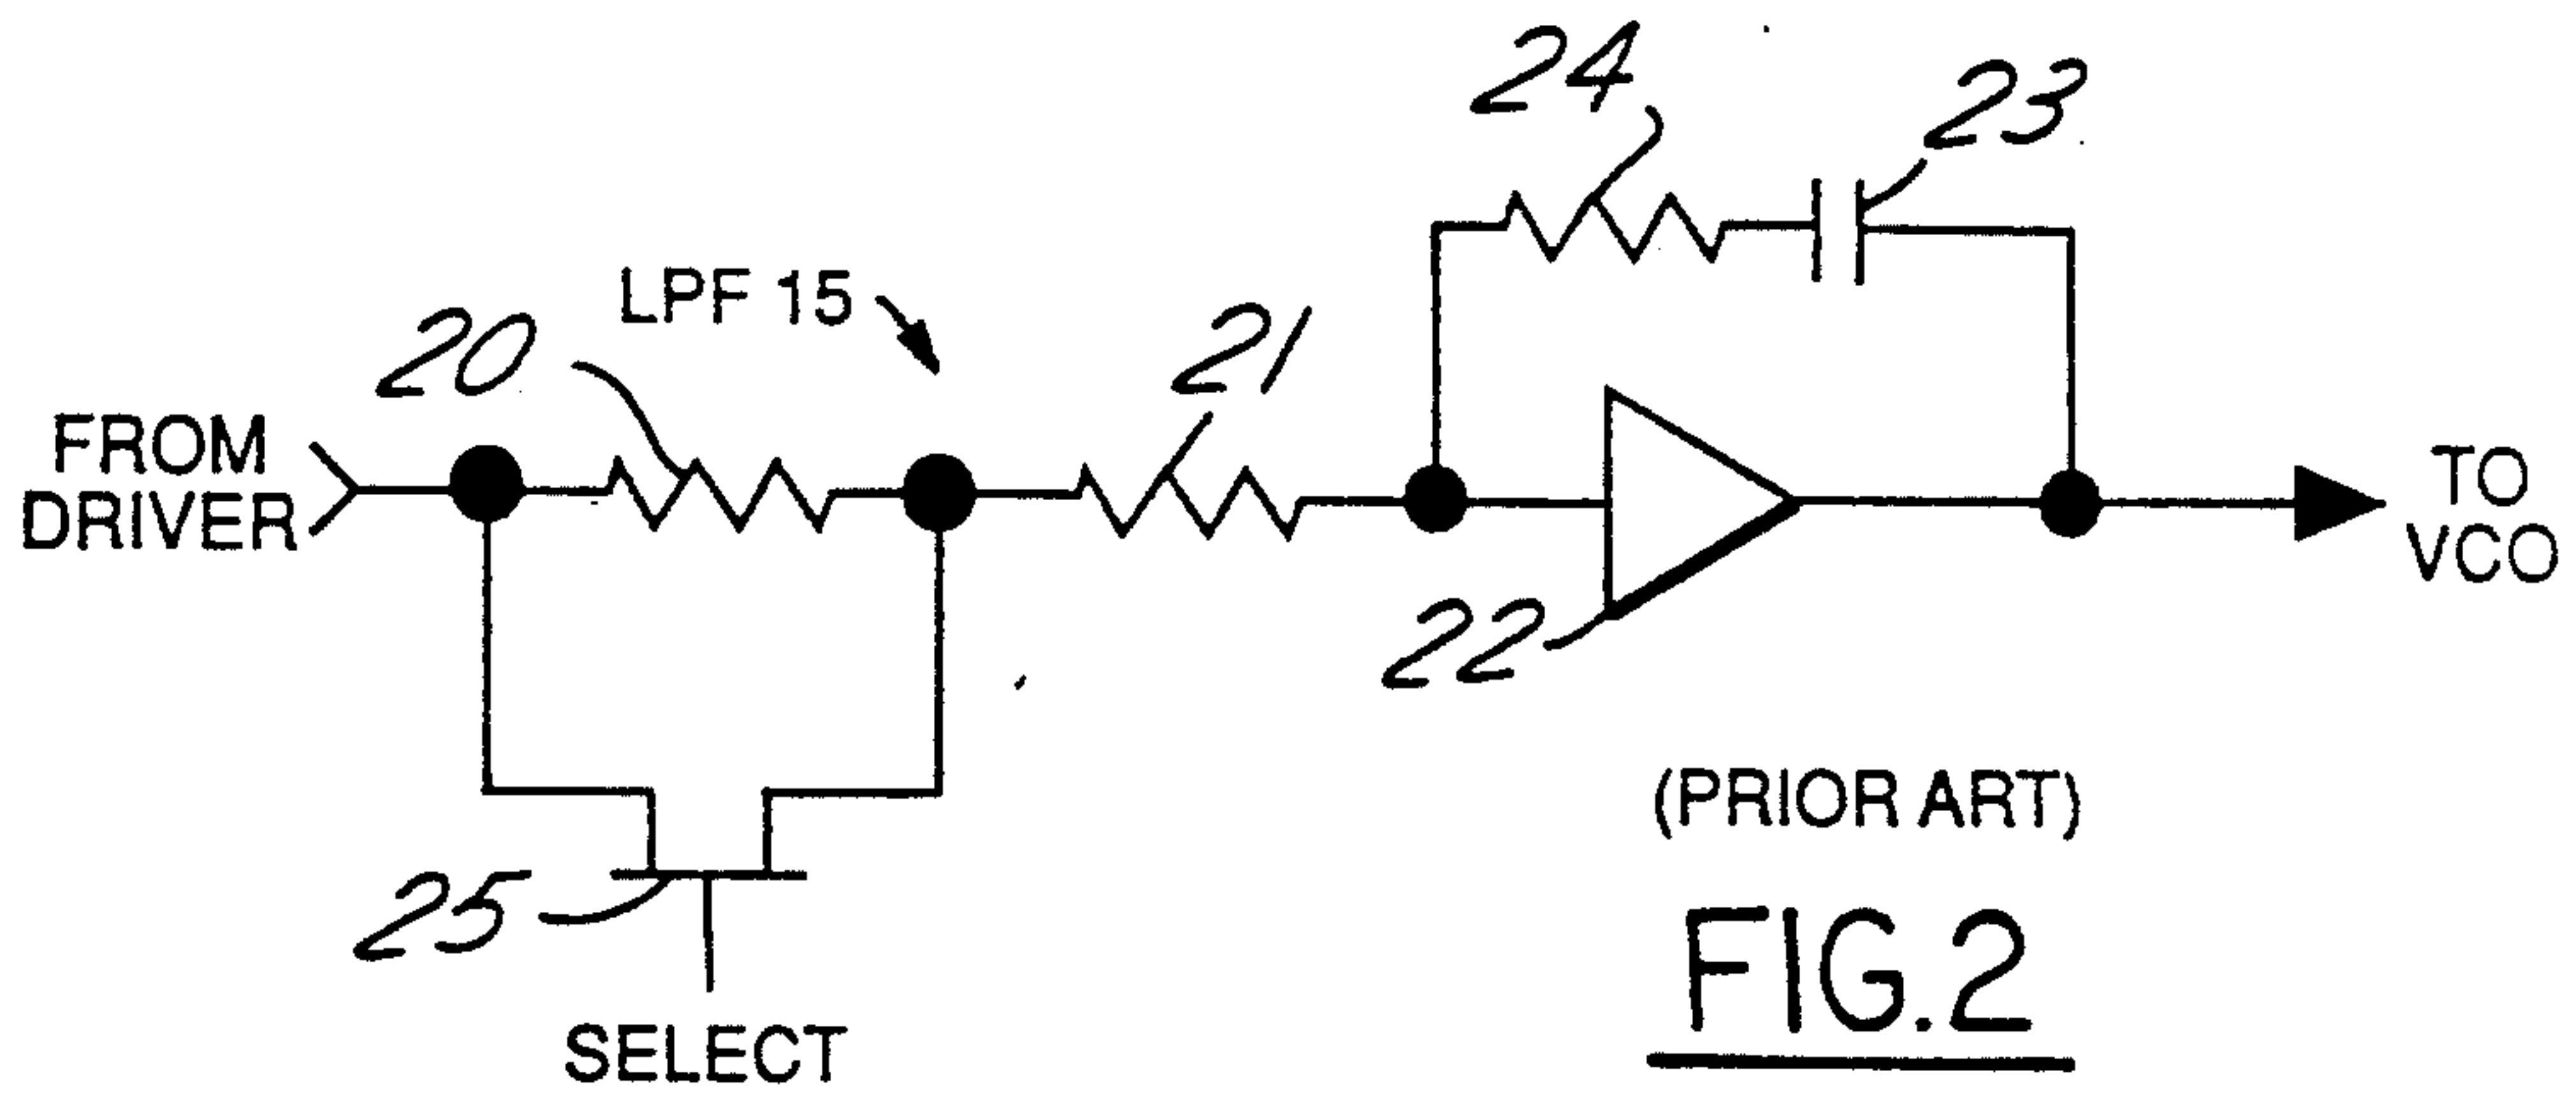 24
23
LPF 15
20
21
FROM
DRIVER
TO
VCO
22
(PRIOR ART)
25
FIG.2
SELECT